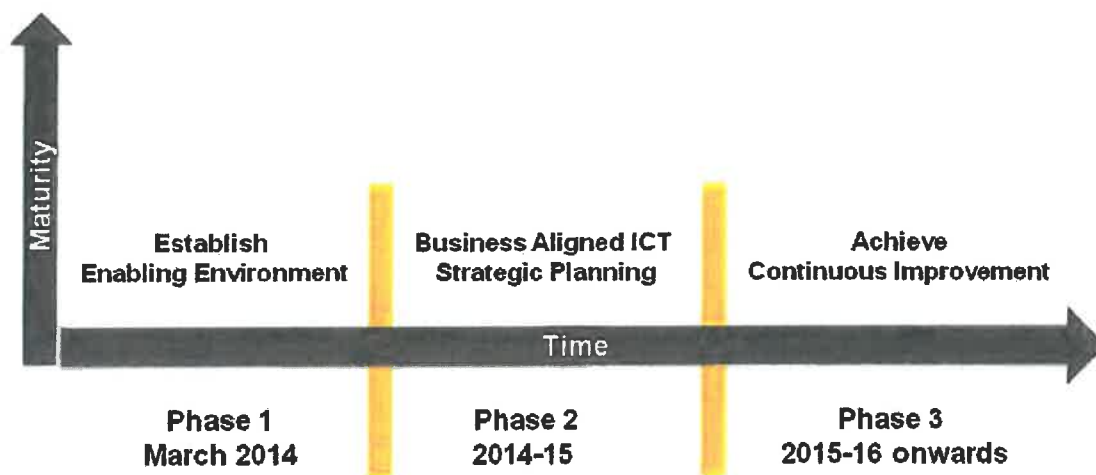 Maturity
Establish
Enabling Environment
Business Aligned ICT
Strategic Planning
Achieve
Continuous Improvement
Time
Phase 1
March 2014
Phase 2
2014-15
Phase 3
2015-16 onwards